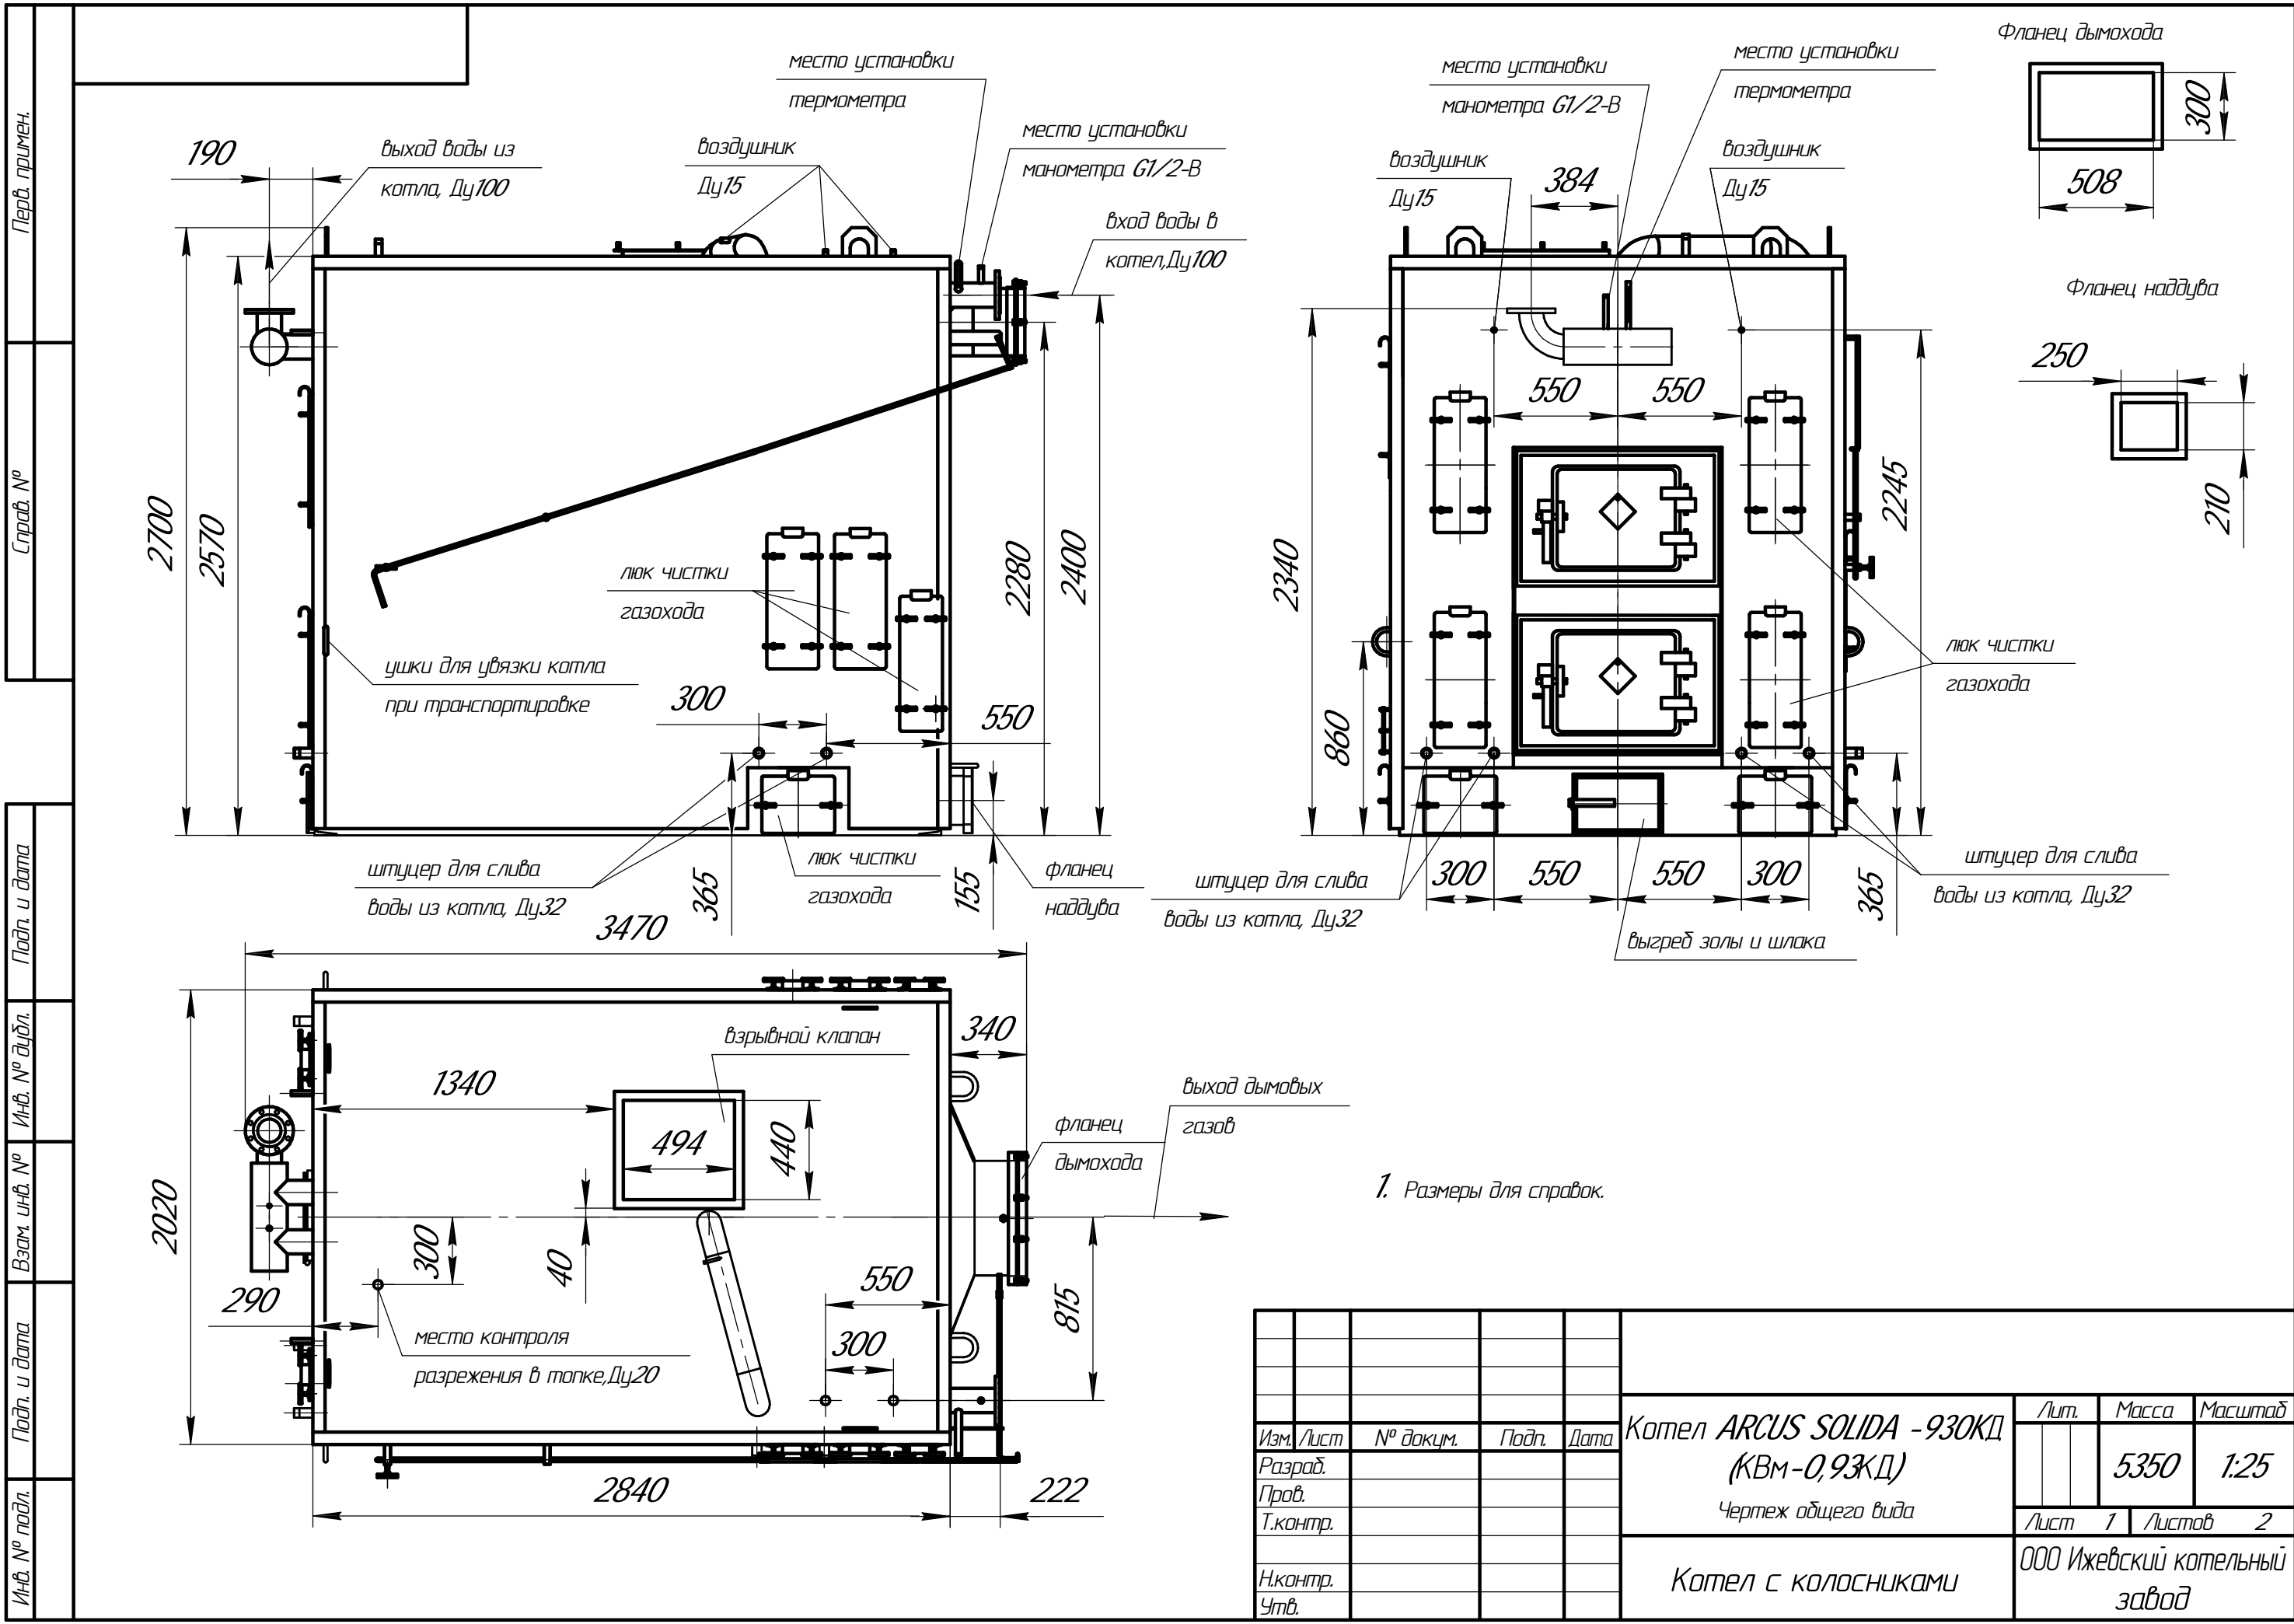 Перв. примен.
Справ. №
Подп. и дата
Инв. № дубл.
Взам. инв. №
Подп. и дата
Инв. № подл.
190
выход воды из
котла, Ду100
воздушник
Ду15
место установки
термометра
место установки
манометра G1/2-В
вход воды в
котел,Ду100
2700
2570
люк чистки
газохода
ушки для увязки котла
при транспортировке
300
550
2280
2400
штуцер для слива
воды из котла, Ду32
365
люк чистки
газохода
155
фланец
наддува
место установки
манометра G1/2-В
место установки
термометра
воздушник
Ду15
384
воздушник
Ду15
550
550
2340
860
2245
люк чистки
газохода
штуцер для слива
воды из котла, Ду32
300
550
550
300
365
штуцер для слива
воды из котла, Ду32
выгреб золы и шлака
Фланец дымохода
300
508
Фланец наддува
250
210
3470
2020
1340
взрывной клапан
494
440
340
выход дымовых
газов
фланец
дымохода
300
40
290
550
300
815
место контроля
разрежения в топке,Ду20
2840
222
1. Размеры для справок.
Изм. Лист № докум. Подп. Дата
Разраб.
Пров.
Т.контр.
Н.контр.
Утв.
Котел ARCUS SOLIDA -930КД
(КВм-0,93КД)
Чертеж общего вида
Котел с колосниками
Лит. Масса Масштаб
5350 1:25
Лист 1 Листов 2
ООО Ижевский котельный
завод